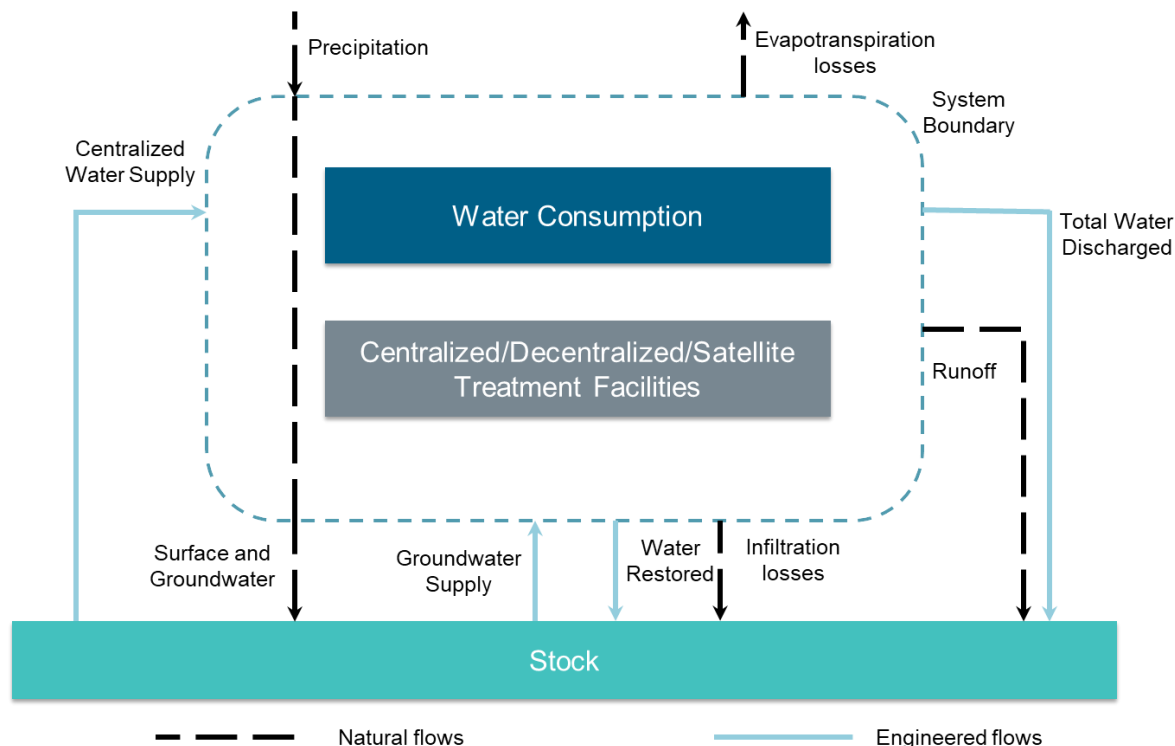 Precipitation
Evapotranspiration
losses
System
Boundary
Centralized
Water Supply
Water Consumption
Total Water
Discharged
Centralized/Decentralized/Satellite
Treatment Facilities
Runoff
Surface and
Groundwater
Groundwater
Supply
Water
Restored
Infiltration
losses
Stock
Natural flows
Engineered flows